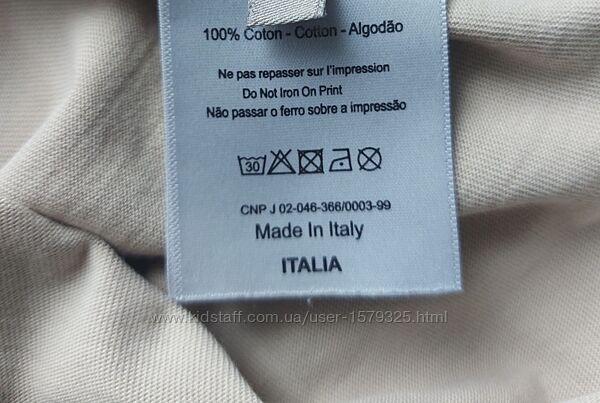 100% Coton - Cotton - Algodão
Ne pas repasser sur l'impression
Do Not Iron On Print
Não passar o ferro sobre a impressão
30
CNP J 02-046-366/0003-99
Made In Italy
ITALIA
www.kidstaff.com.ua/user-1579325.html